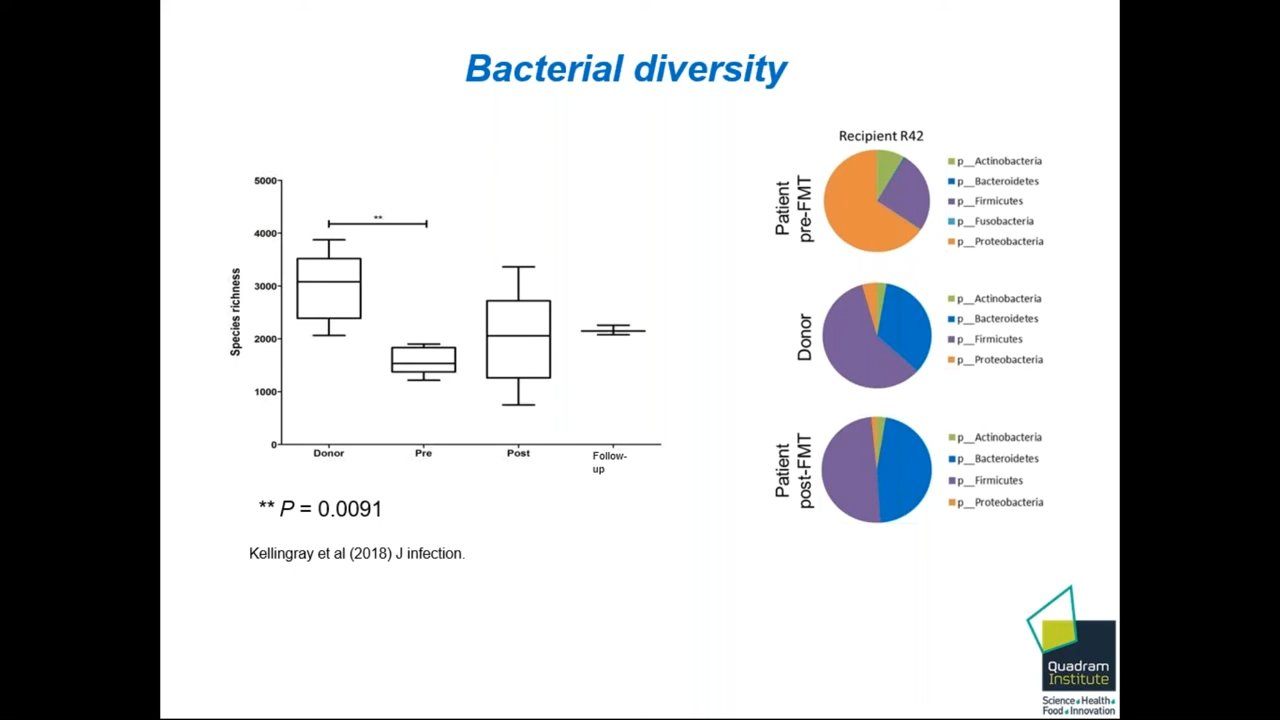 Bacterial diversity
5000
4000
3000
2000
1000
0
Species richness
**
Donor
Pre
Post
Follow-
up
** P = 0.0091
Kellingray et al (2018) J infection.
Recipient R42
Patient
pre-FMT
p__Actinobacteria
p__Bacteroidetes
p__Firmicutes
p__Fusobacteria
p__Proteobacteria
Donor
p__Actinobacteria
p__Bacteroidetes
p__Firmicutes
p__Proteobacteria
Patient
post-FMT
p__Actinobacteria
p__Bacteroidetes
p__Firmicutes
p__Proteobacteria
Quadram
Institute
Science Health
Food Innovation